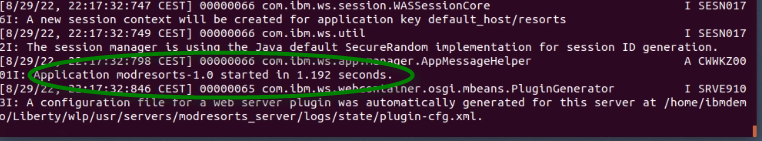 [8/29/22, 22:17:32:747 CEST] 00000066 com.ibm.ws.session.WASSessionCore I SESN017
6I: A new session context will be created for application key default_host/resorts
[8/29/22, 22:17:32:749 CEST] 00000066 com.ibm.ws.util I SESN017
2I: The session manager is using the Java default SecureRandom implementation for session ID generation.
[8/29/22, 22:17:32:798 CEST] 00000066 com.ibm.ws.app.manager.AppMessageHelper A CWWKZ00
01I: Application modresorts-1.0 started in 1.192 seconds.
[8/29/22, 22:17:32:846 CEST] 00000065 com.ibm.ws.webcontainer.osgi.mbeans.PluginGenerator I SRVE910
3I: A configuration file for a web server plugin was automatically generated for this server at /home/ibmdem
o/Liberty/wlp/usr/servers/modresorts_server/logs/state/plugin-cfg.xml.